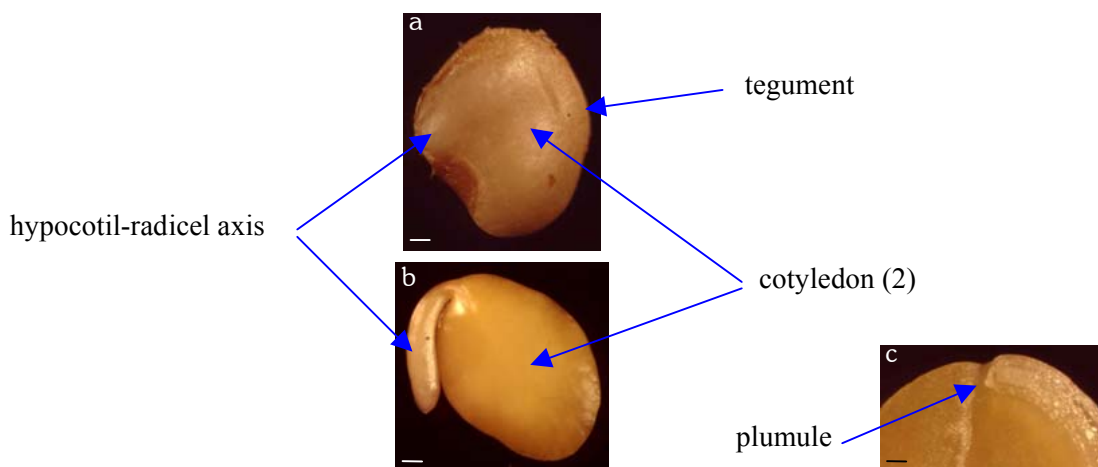 a
tegument
hypocotil-radicel axis
b
cotyledon (2)
c
plumule